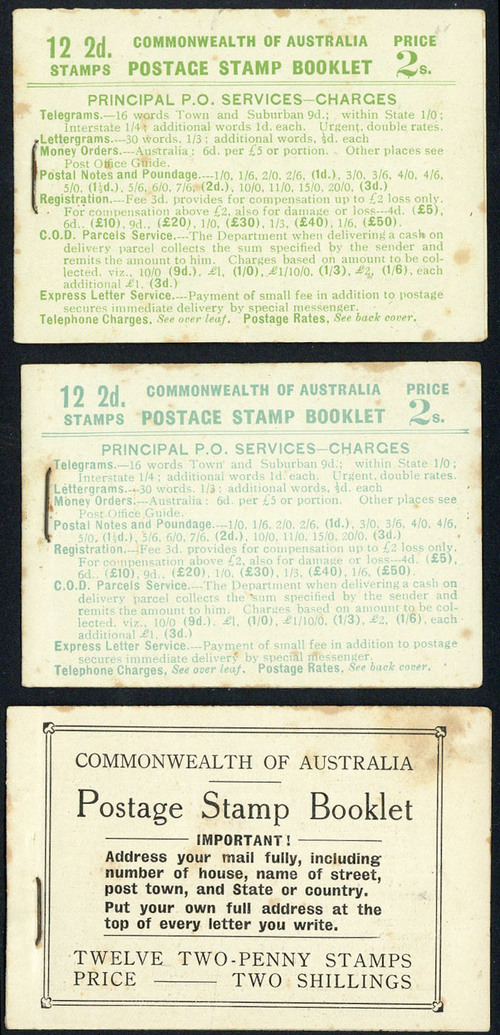 12 2d. COMMONWEALTH OF AUSTRALIA PRICE
STAMPS POSTAGE STAMP BOOKLET 2s.
PRINCIPAL P.O. SERVICES—CHARGES
Telegrams.—16 words Town and Suburban 9d.; within State 1/0;
Interstate 1/4; additional words 1d. each. Urgent, double rates.
Lettergrams.—30 words, 1/3; additional words, ½d. each
Money Orders.—Australia: 6d. per £5 or portion. Other places see
Post Office Guide.
Postal Notes and Poundage.—1/0, 1/6, 2/0, 2/6, (1d.), 3/0, 3/6, 4/0, 4/6,
5/0, (1½d.), 5/6, 6/0, 7/6, (2d.), 10/0, 11/0, 15/0, 20/0, (3d.)
Registration.—Fee 3d. provides for compensation up to £2 loss only.
For compensation above £2, also for damage or loss—4d. (£5),
6d., (£10), 9d., (£20), 1/0, (£30), 1/3, (£40), 1/6, (£50).
C.O.D. Parcels Service.—The Department when delivering a cash on
delivery parcel collects the sum specified by the sender and
remits the amount to him. Charges based on amount to be col-
lected, viz., 10/0 (9d.), £1, (1/0), £1/10/0, (1/3), £2, (1/6), each
additional £1, (3d.)
Express Letter Service.—Payment of small fee in addition to postage
secures immediate delivery by special messenger.
Telephone Charges, See over leaf. Postage Rates, See back cover.
12 2d. COMMONWEALTH OF AUSTRALIA PRICE
STAMPS POSTAGE STAMP BOOKLET 2s.
PRINCIPAL P.O. SERVICES—CHARGES
Telegrams.—16 words Town and Suburban 9d.; within State 1/0;
Interstate 1/4; additional words 1d. each. Urgent, double rates.
Lettergrams.—30 words, 1/3; additional words, ½d. each
Money Orders.—Australia: 6d. per £5 or portion. Other places see
Post Office Guide.
Postal Notes and Poundage.—1/0, 1/6, 2/0, 2/6, (1d.), 3/0, 3/6, 4/0, 4/6,
5/0, (1½d.), 5/6, 6/0, 7/6, (2d.), 10/0, 11/0, 15/0, 20/0, (3d.)
Registration.—Fee 3d. provides for compensation up to £2 loss only.
For compensation above £2, also for damage or loss—4d. (£5),
6d., (£10), 9d., (£20), 1/0, (£30), 1/3, (£40), 1/6, (£50).
C.O.D. Parcels Service.—The Department when delivering a cash on
delivery parcel collects the sum specified by the sender and
remits the amount to him. Charges based on amount to be col-
lected, viz., 10/0 (9d.), £1, (1/0), £1/10/0, (1/3), £2, (1/6), each
additional £1, (3d.)
Express Letter Service.—Payment of small fee in addition to postage
secures immediate delivery by special messenger.
Telephone Charges, See over leaf. Postage Rates, See back cover.
COMMONWEALTH OF AUSTRALIA
Postage Stamp Booklet
IMPORTANT!
Address your mail fully, including
number of house, name of street,
post town, and State or country.
Put your own full address at the
top of every letter you write.
TWELVE TWO-PENNY STAMPS
PRICE —— TWO SHILLINGS